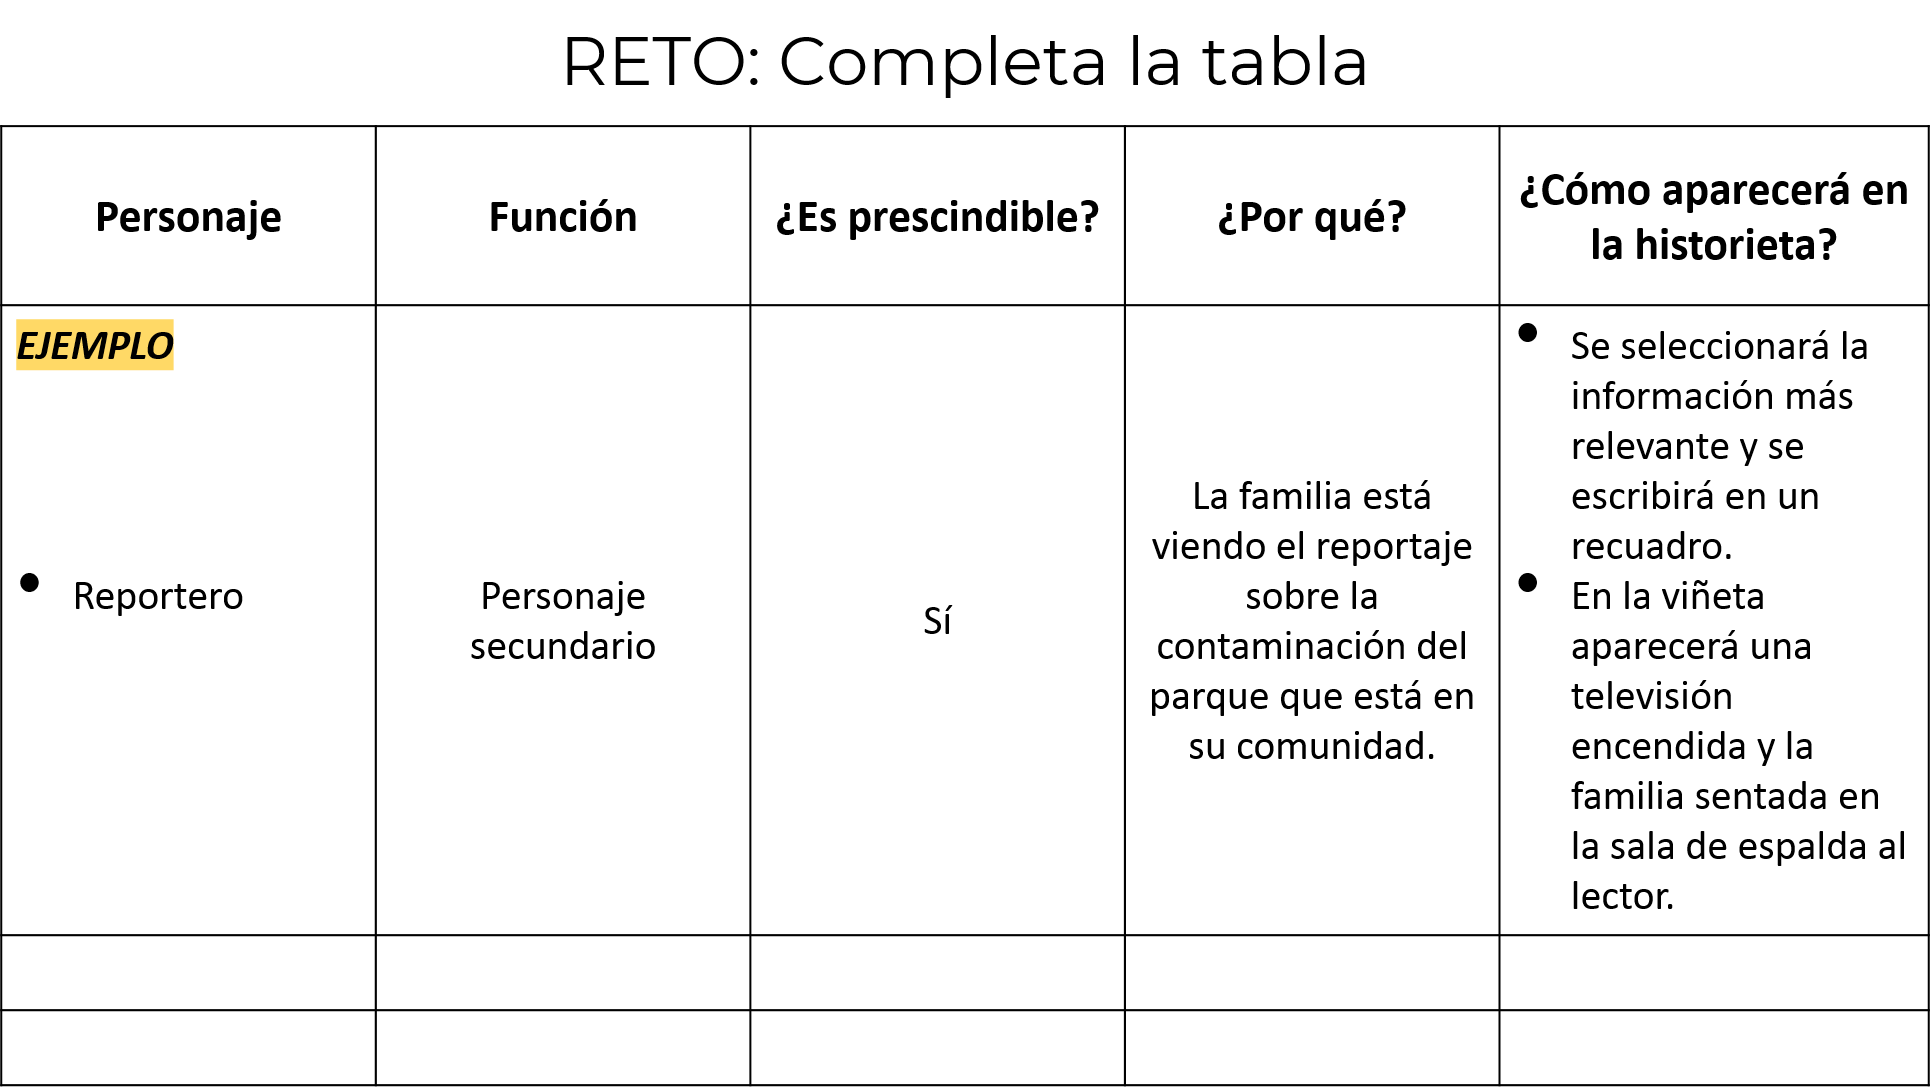 RETO: Completa la tabla
Personaje
Función
¿Es prescindible?
¿Por qué?
¿Cómo aparecerá en
la historieta?
EJEMPLO
• Reportero
Personaje
secundario
Sí
La familia está
viendo el reportaje
sobre la
contaminación del
parque que está en
su comunidad.
• Se seleccionará la
información más
relevante y se
escribirá en un
recuadro.
• En la viñeta
aparecerá una
televisión
encendida y la
familia sentada en
la sala de espalda al
lector.